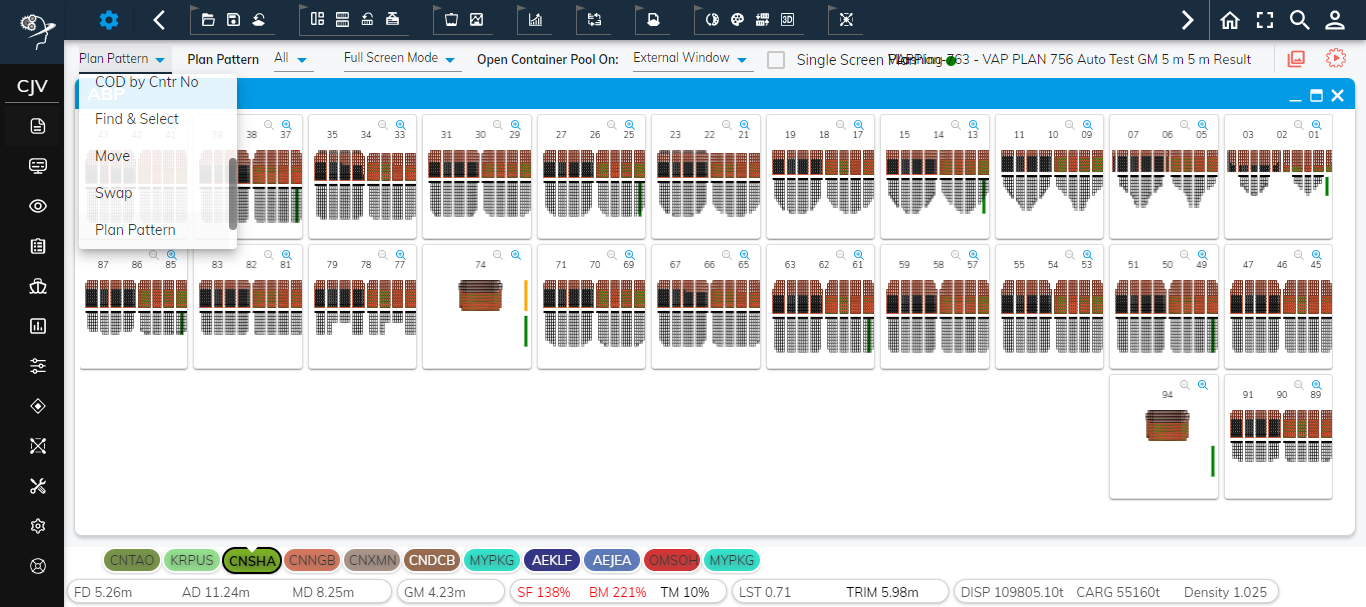 Plan Pattern
Plan Pattern
All
Full Screen Mode
Open Container Pool On:
External Window
Single Screen Planning
763 - VAP PLAN 756 Auto Test GM 5 m 5 m Result
CJV
COD by Cntr No
Find & Select
Move
Swap
Plan Pattern
38 37 35 34 33 31 30 29 27 26 25 23 22 21 19 18 17 15 14 13 11 10 09 07 06 05 03 02 01
87 86 85 83 82 81 79 78 77 74 71 70 69 67 66 65 63 62 61 59 58 57 55 54 53 51 50 49 47 46 45
94 91 90 89
3D
CNTAO KRPUS CNSHA CNNGB CNXMN CNDCB MYPKG AEKLF AEJEA OMSOH MYPKG
FD 5.26m AD 11.24m MD 8.25m GM 4.23m SF 138% BM 221% TM 10% LST 0.71 TRIM 5.98m DISP 109805.10t CARG 55160t Density 1.025